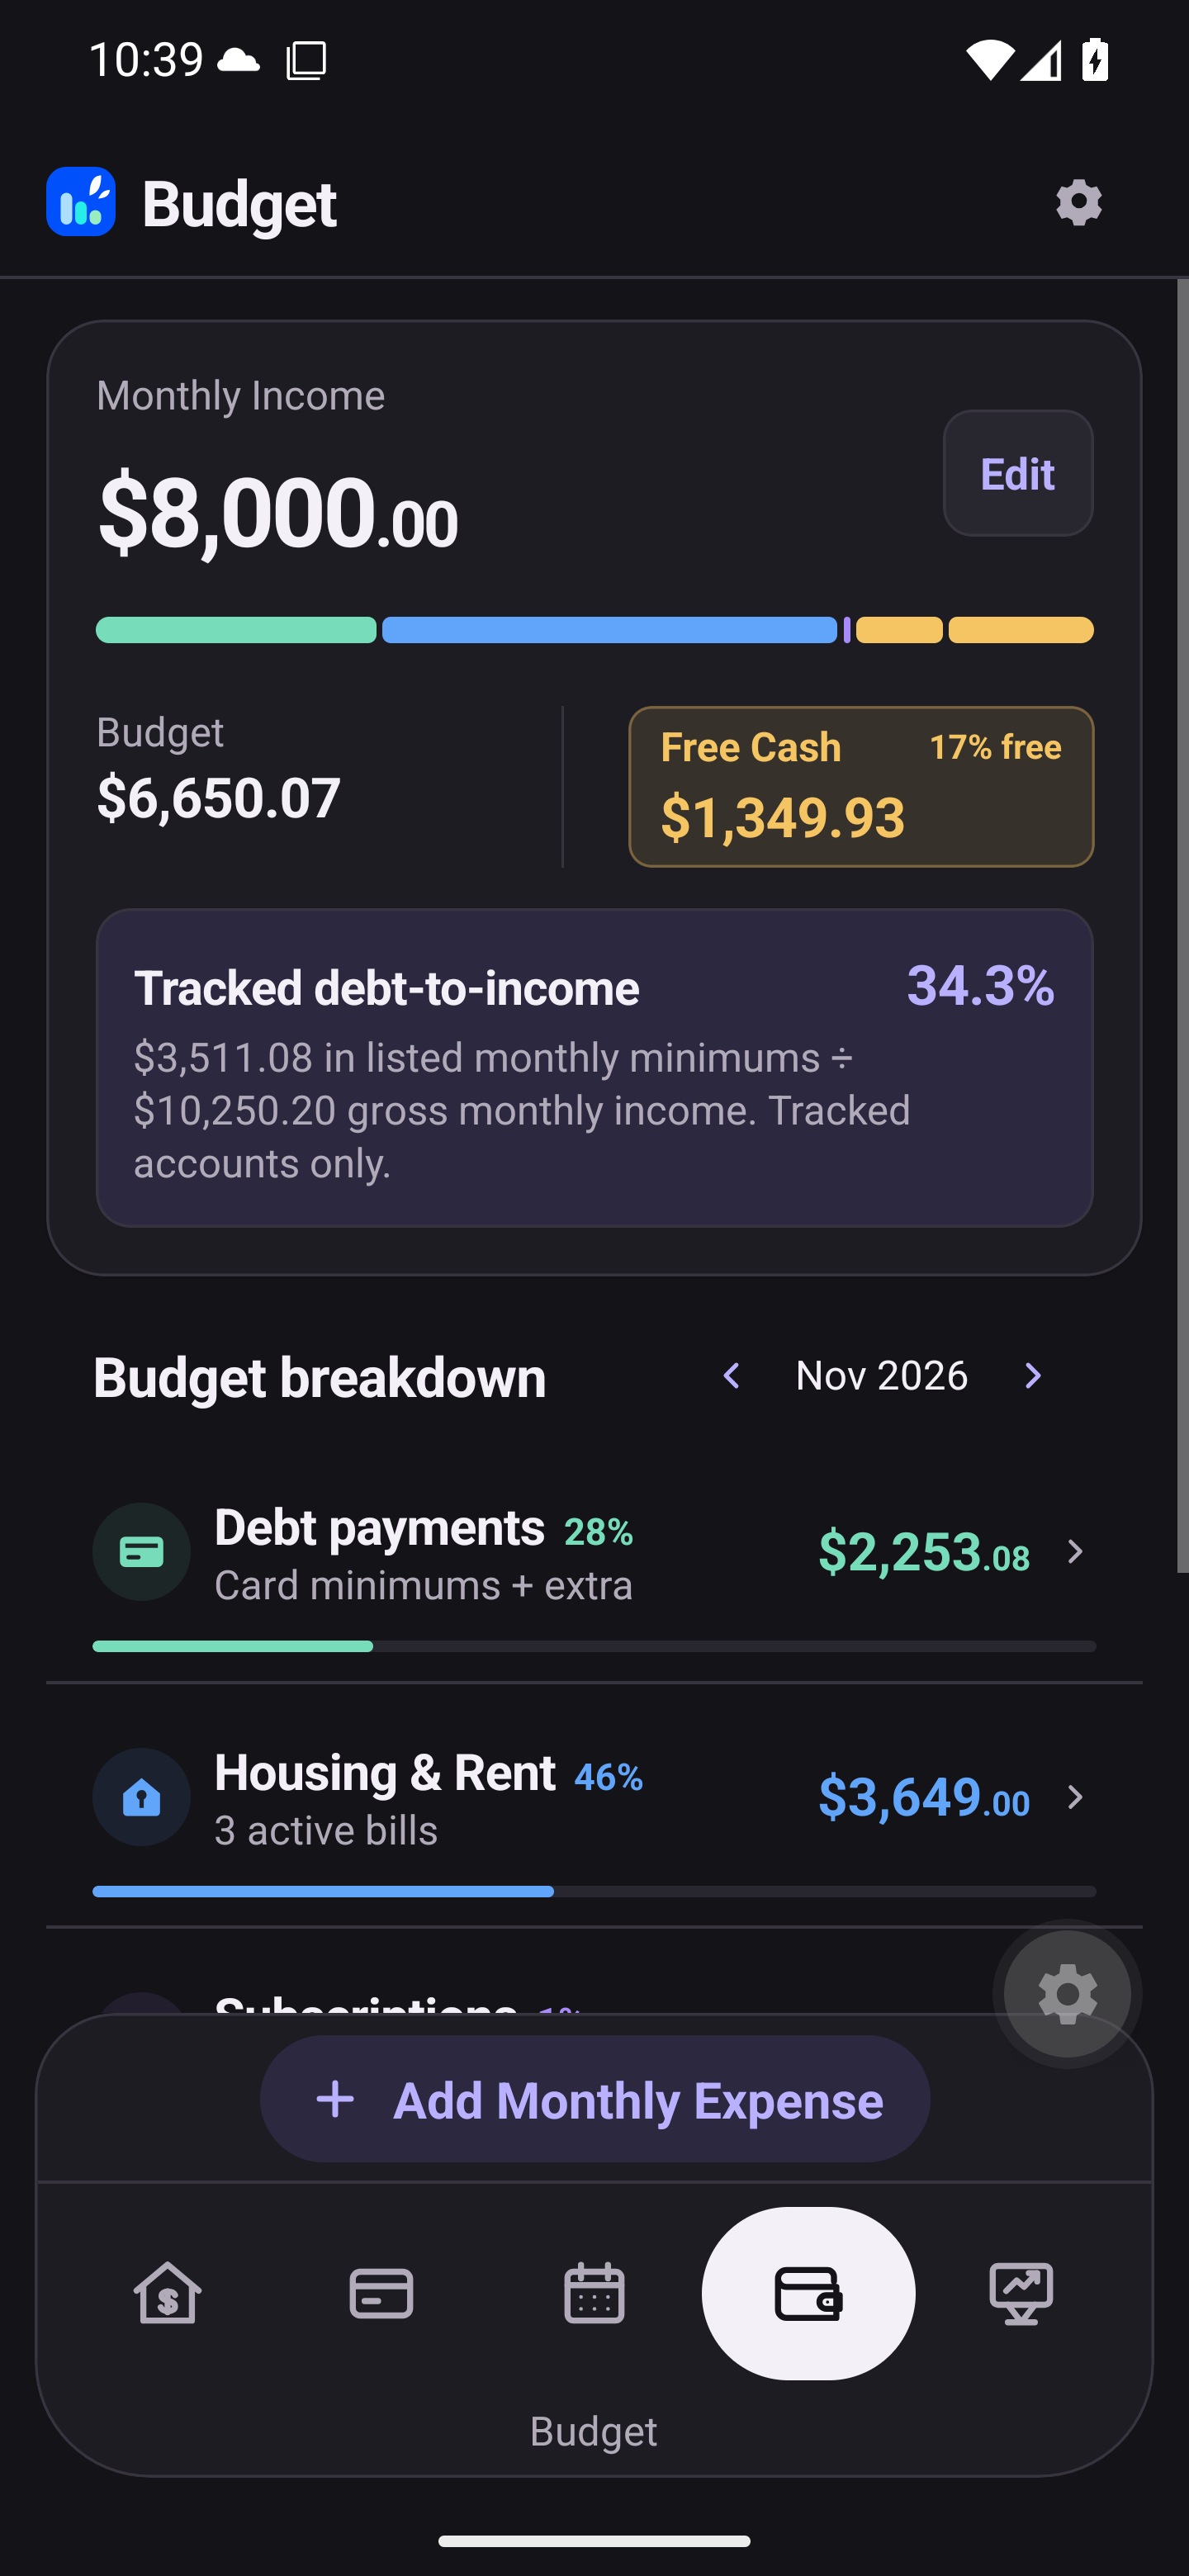 10:39
Budget
Monthly Income
$8,000.00
Edit
Budget
$6,650.07
Free Cash
17% free
$1,349.93
Tracked debt-to-income
34.3%
$3,511.08 in listed monthly minimums ÷
$10,250.20 gross monthly income. Tracked
accounts only.
Budget breakdown
Nov 2026
Debt payments 28%
Card minimums + extra
$2,253.08
Housing & Rent 46%
3 active bills
$3,649.00
Subscriptions 1%
+ Add Monthly Expense
Budget